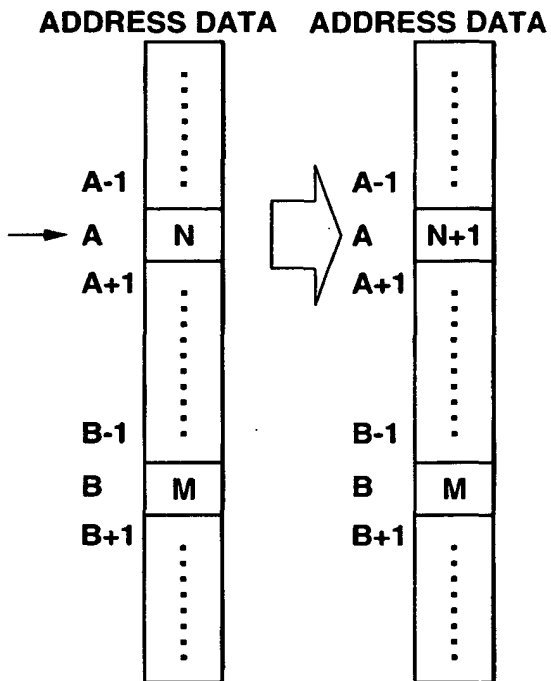 ADDRESS DATA ADDRESS DATA
A-1 A-1
A N A N+1
A+1 A+1
B-1 B-1
B M B M
B+1 B+1